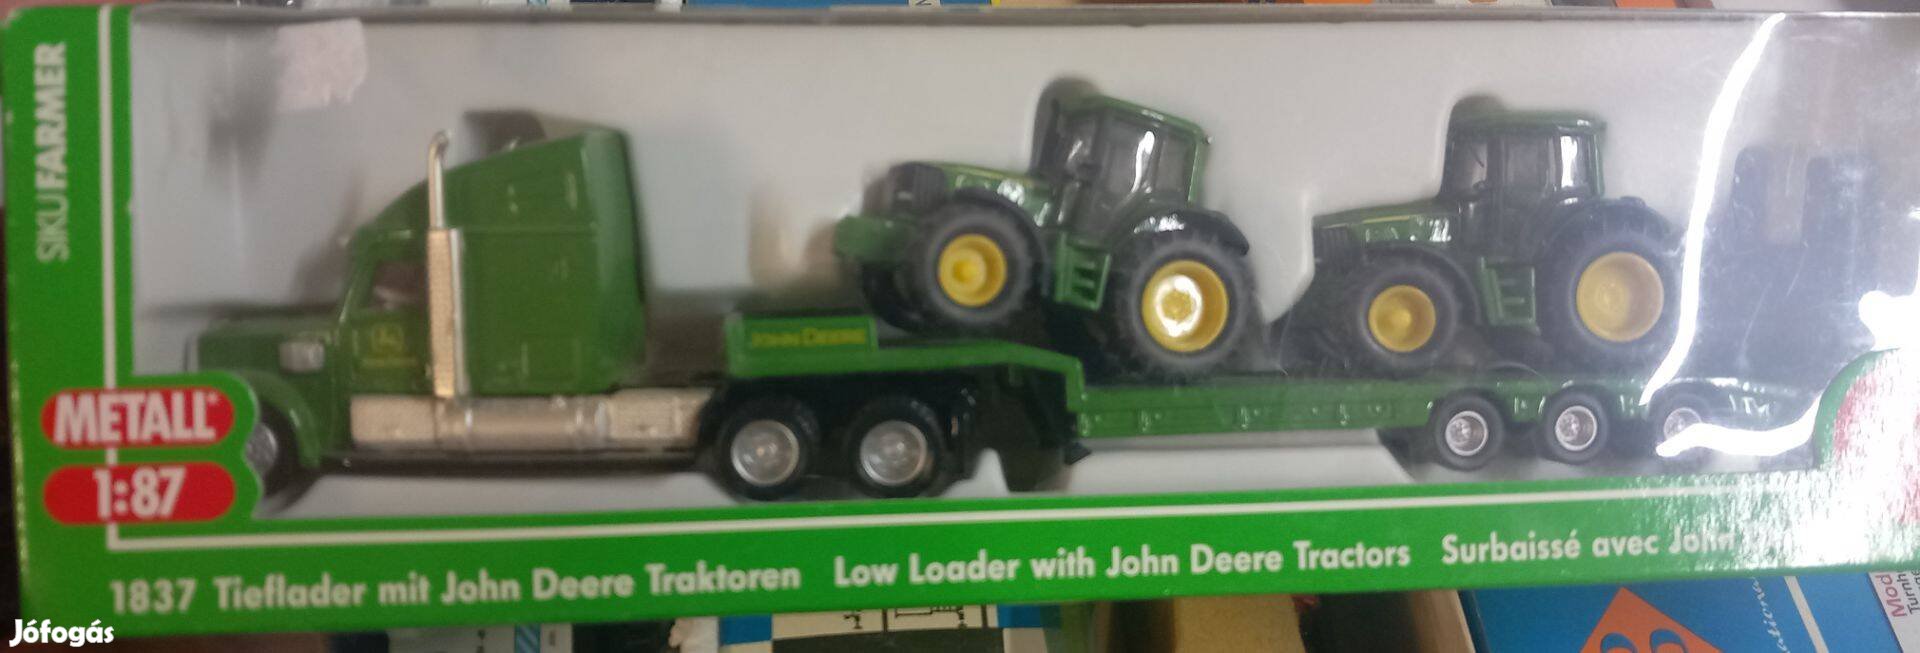 SIKU FARMER
JOHN DEERE
METALL
1:87
1837 Tieflader mit John Deere Traktoren Low Loader with John Deere Tractors Surbaissé avec John
Jófogás